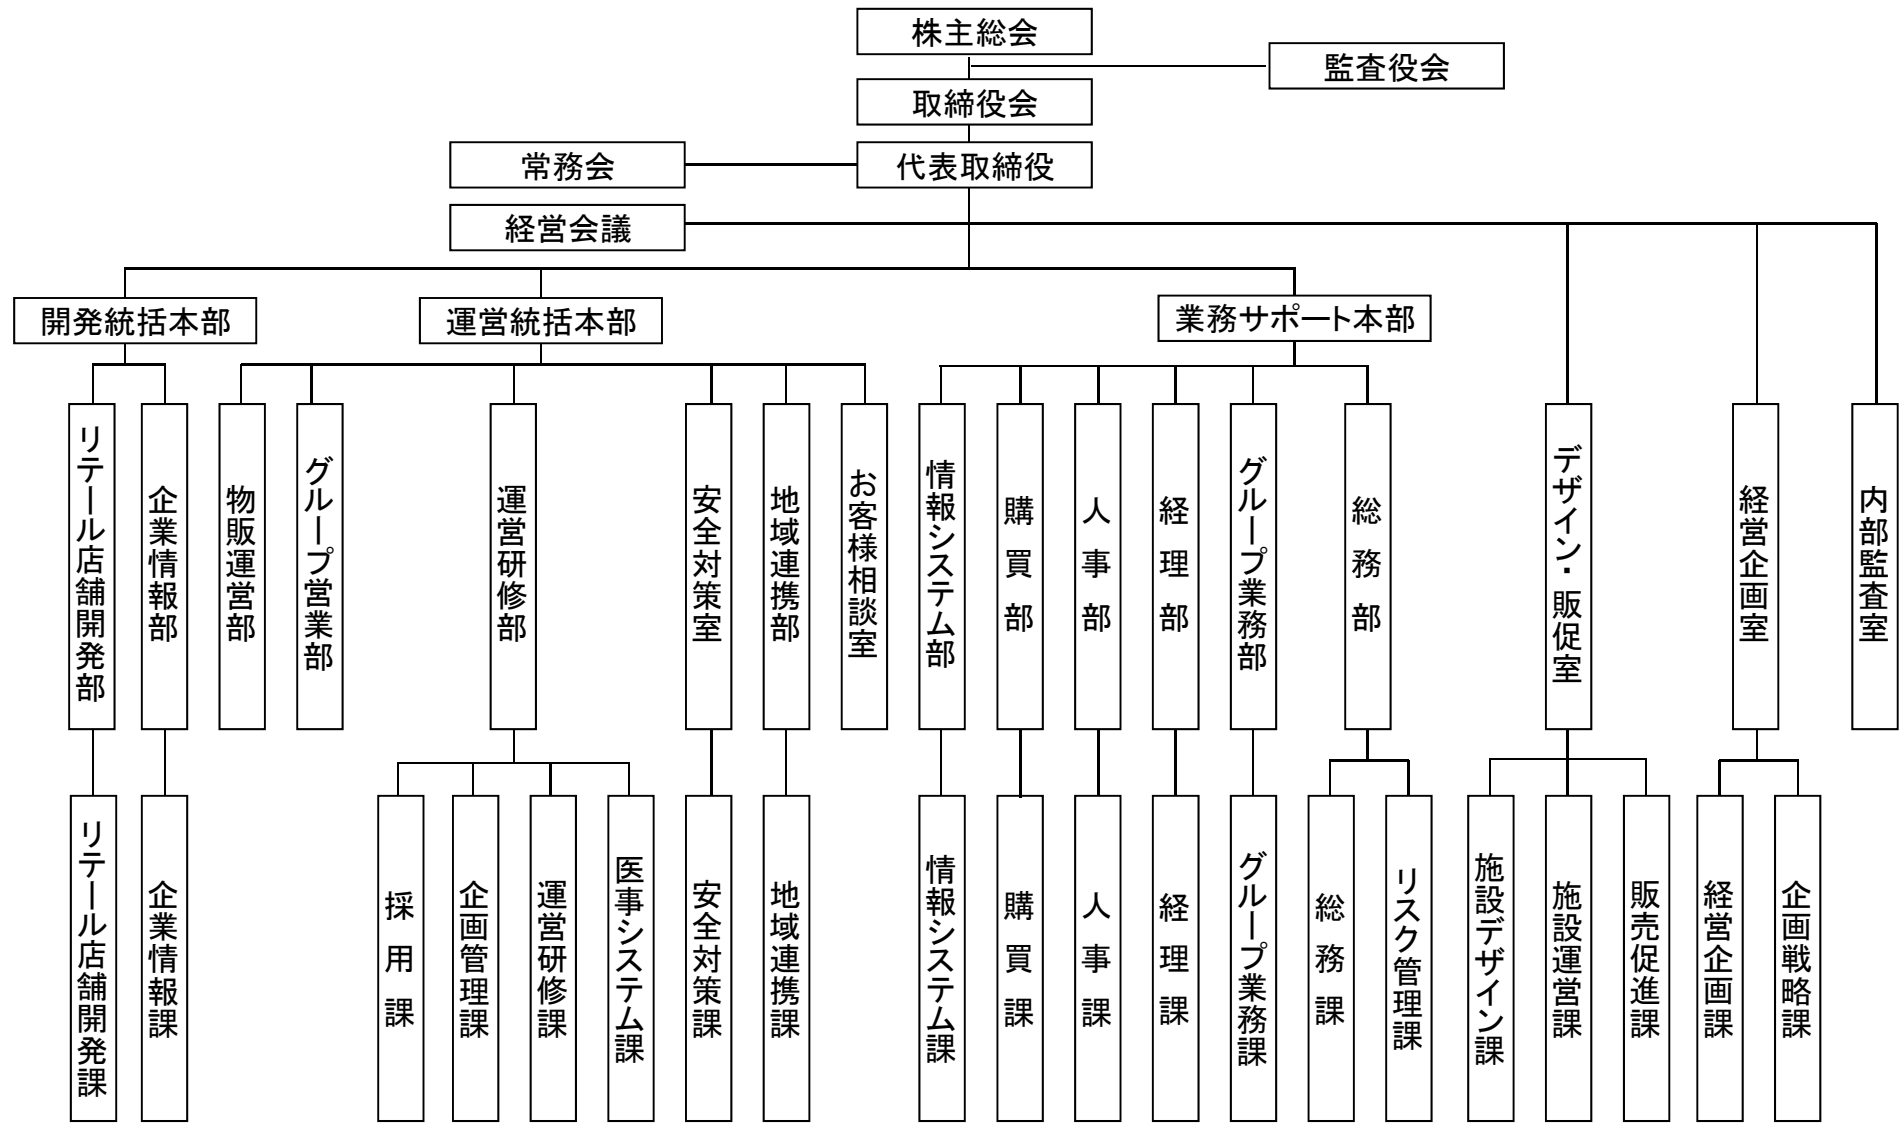 株主総会
監査役会
取締役会
常務会
代表取締役
経営会議
開発統括本部
運営統括本部
業務サポート本部
リテール店舗開発部
企業情報部
物販運営部
グループ営業部
運営研修部
安全対策室
地域連携部
お客様相談室
情報システム部
購買部
人事部
経理部
グループ業務部
総務部
デザイン・販促室
経営企画室
内部監査室
リテール店舗開発課
企業情報課
採用課
企画管理課
運営研修課
医事システム課
安全対策課
地域連携課
情報システム課
購買課
人事課
経理課
グループ業務課
総務課
リスク管理課
施設デザイン課
施設運営課
販売促進課
経営企画課
企画戦略課